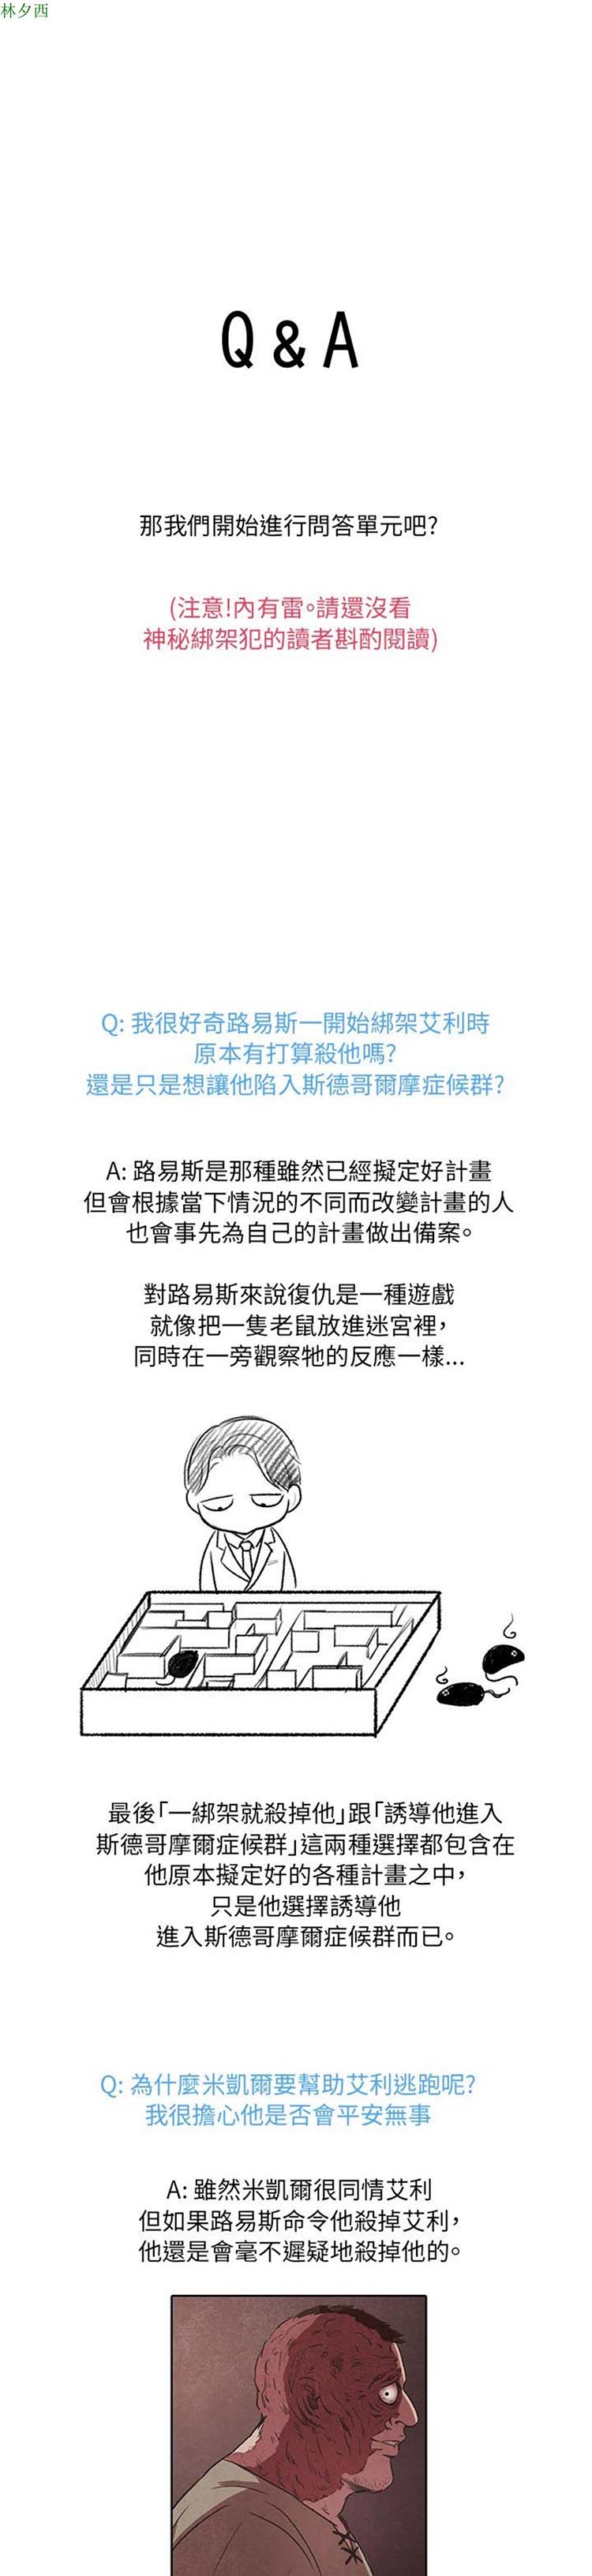 林夕西
Q & A
那我們開始進行問答單元吧?
(注意!內有雷。請還沒看
神秘綁架犯的讀者斟酌閱讀)
Q: 我很好奇路易斯一開始綁架艾利時
原本有打算殺他嗎?
還是只是想讓他陷入斯德哥爾摩症候群?
A: 路易斯是那種雖然已經擬定好計畫
但會根據當下情況的不同而改變計畫的人
也會事先為自己的計畫做出備案。
對路易斯來說復仇是一種遊戲
就像把一隻老鼠放進迷宮裡，
同時在一旁觀察牠的反應一樣...
最後「一綁架就殺掉他」跟「誘導他進入
斯德哥摩爾症候群」這兩種選擇都包含在
他原本擬定好的各種計畫之中，
只是他選擇誘導他
進入斯德哥摩爾症候群而已。
Q: 為什麼米凱爾要幫助艾利逃跑呢?
我很擔心他是否會平安無事
A: 雖然米凱爾很同情艾利
但如果路易斯命令他殺掉艾利，
他還是會毫不遲疑地殺掉他的。